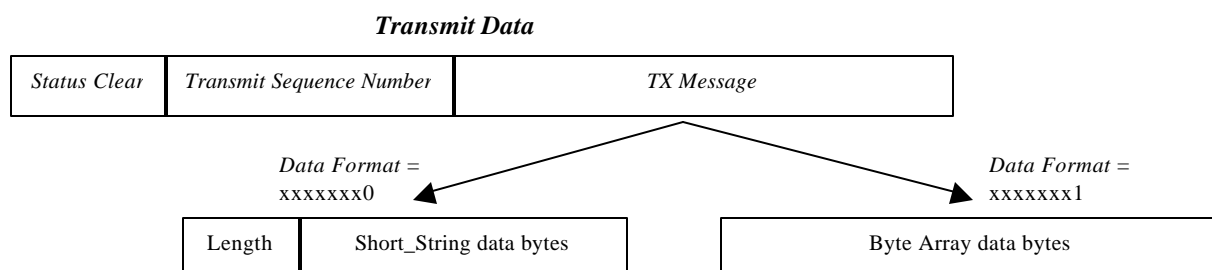 Transmit Data
Status Clear Transmit Sequence Number TX Message
Data Format =
xxxxxxx0
Data Format =
xxxxxxx1
Length Short_String data bytes Byte Array data bytes